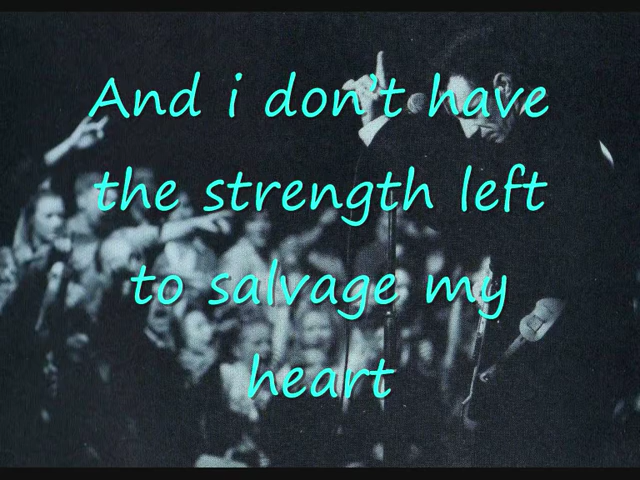 And i don't have
the strength left
to salvage my
heart